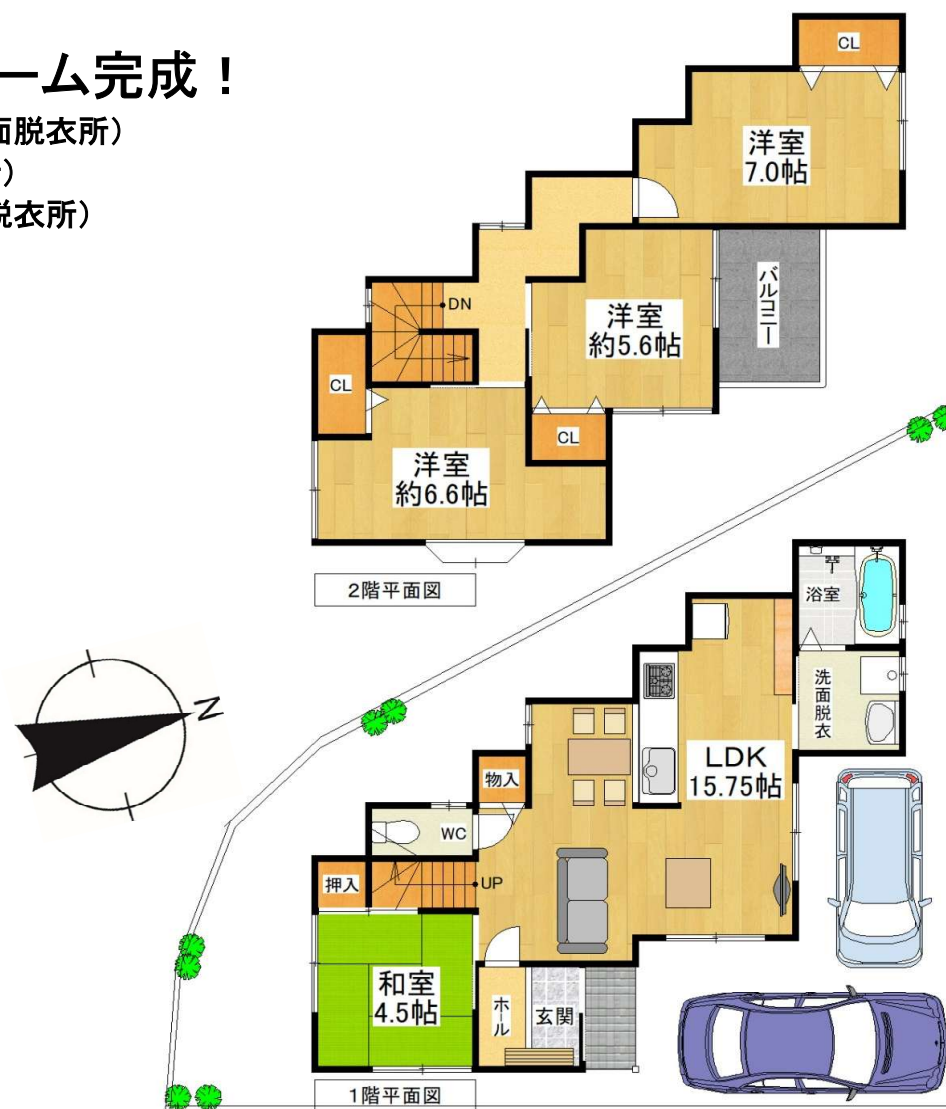 ーム完成！
面脱衣所）
）
脱衣所）
CL
洋室
7.0帖
バルコニー
DN
洋室
約5.6帖
CL
CL
洋室
約6.6帖
2階平面図
N
浴室
洗面脱衣
LDK
15.75帖
物入
WC
UP
押入
和室
4.5帖
ホール
玄関
1階平面図